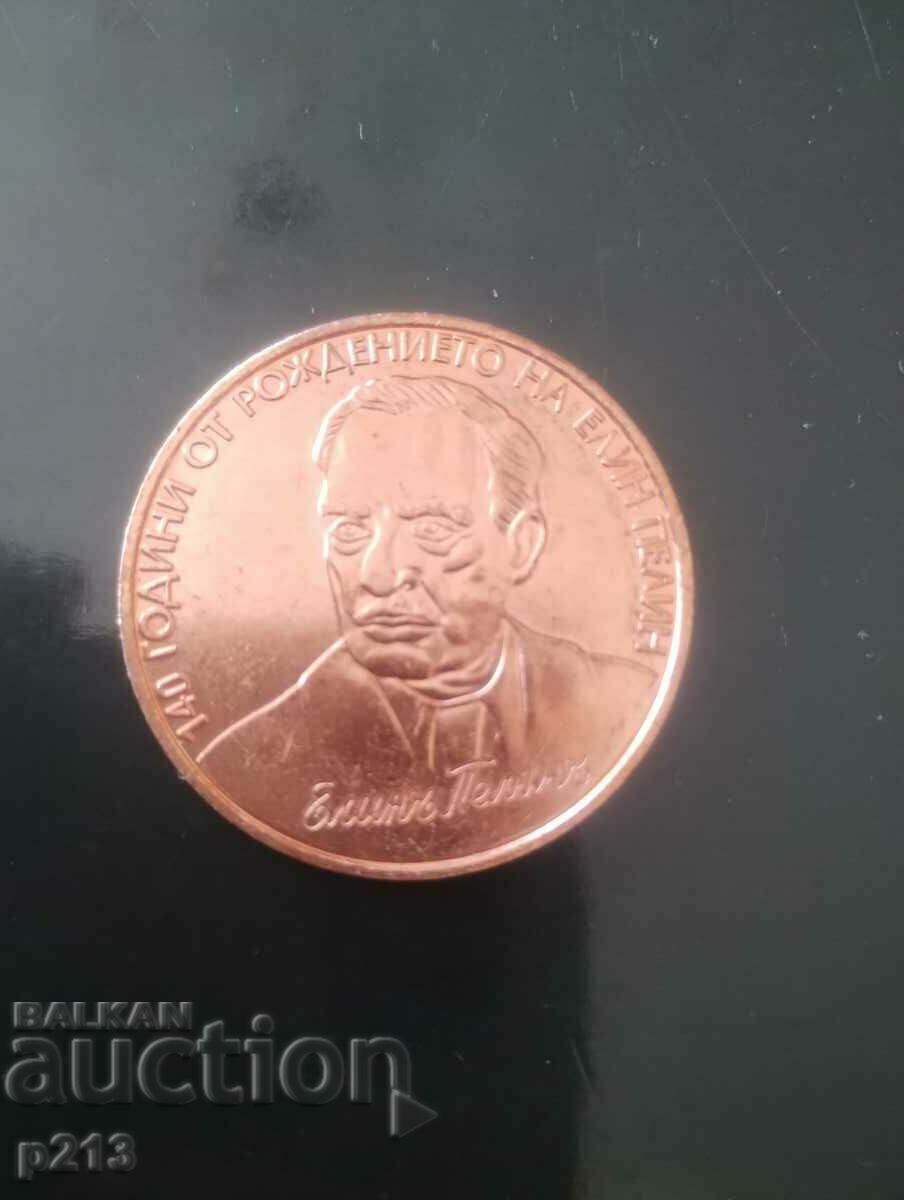 140 ГОДИНИ ОТ РОЖДЕНИЕТО НА ЕЛИН ПЕЛИН
Елинъ Пелинъ
BALKAN
auction
p213